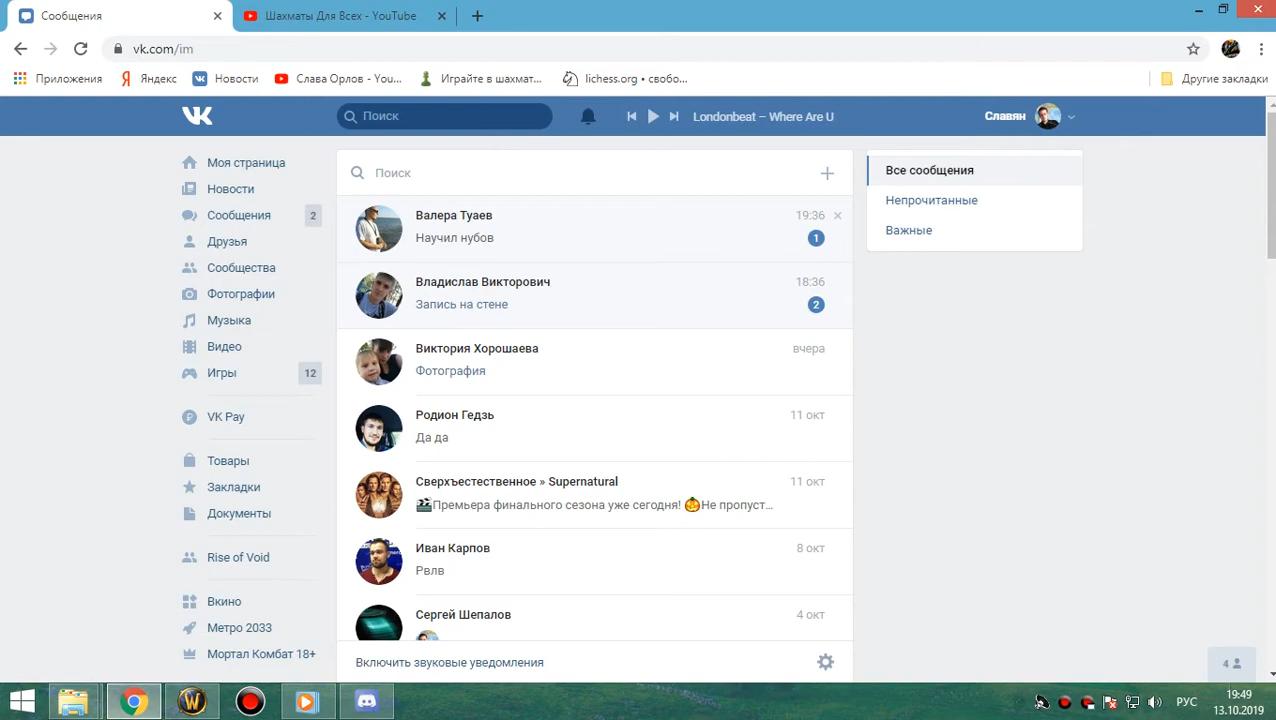 Сообщения
Шахматы Для Всех - YouTube
vk.com/im
Приложения
Яндекс
Новости
Слава Орлов - You...
Играйте в шахмат...
lichess.org • свобо...
Другие закладки
Поиск
Londonbeat – Where Are U
Славян
Моя страница
Новости
Сообщения 2
Друзья
Сообщества
Фотографии
Музыка
Видео
Игры 12
VK Pay
Товары
Закладки
Документы
Rise of Void
Вкино
Метро 2033
Мортал Комбат 18+
Поиск
Валера Туаев 19:36
Научил нубов 1
Владислав Викторович 18:36
Запись на стене 2
Виктория Хорошаева вчера
Фотография
Родион Гедзь 11 окт
Да да
Сверхъестественное » Supernatural 11 окт
🎬Премьера финального сезона уже сегодня! 🎃Не пропуст...
Иван Карпов 8 окт
Рвлв
Сергей Шепалов 4 окт
Включить звуковые уведомления
Все сообщения
Непрочитанные
Важные
4
РУС
19:49
13.10.2019